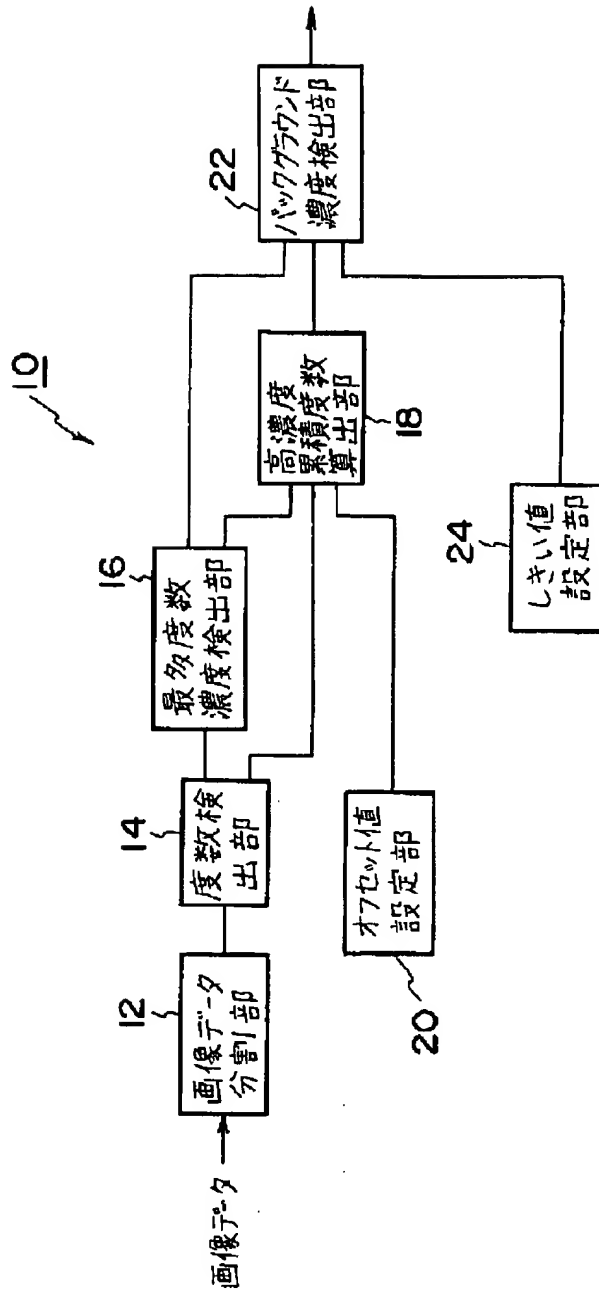 10
画像データ
12
画像データ
分割部
14
度数検
出部
16
最多度数
濃度検出部
高濃度
累積度数
算出部
18
オフセット値
設定部
20
22
バックグラウンド
濃度検出部
24
しきい値
設定部